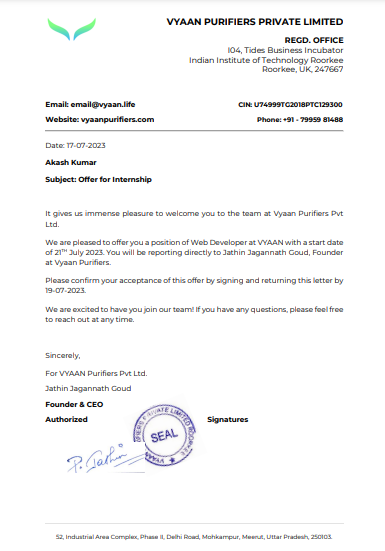 VYAAN PURIFIERS PRIVATE LIMITED
REGD. OFFICE
I04, Tides Business Incubator
Indian Institute of Technology Roorkee
Roorkee, UK, 247667
Email: email@vyaan.life
CIN: U74999TG2018PTC129300
Website: vyaanpurifiers.com
Phone: +91 - 79959 81488
Date: 17-07-2023
Akash Kumar
Subject: Offer for Internship
It gives us immense pleasure to welcome you to the team at Vyaan Purifiers Pvt
Ltd.
We are pleased to offer you a position of Web Developer at VYAAN with a start date
of 21ST July 2023. You will be reporting directly to Jathin Jagannath Goud, Founder
at Vyaan Purifiers.
Please confirm your acceptance of this offer by signing and returning this letter by
19-07-2023.
We are excited to have you join our team! If you have any questions, please feel free
to reach out at any time.
Sincerely,
For VYAAN Purifiers Pvt Ltd.
Jathin Jagannath Goud
Founder & CEO
Authorized
Signatures
SEAL
P. Jathin
52, Industrial Area Complex, Phase II, Delhi Road, Mohkampur, Meerut, Uttar Pradesh, 250103.